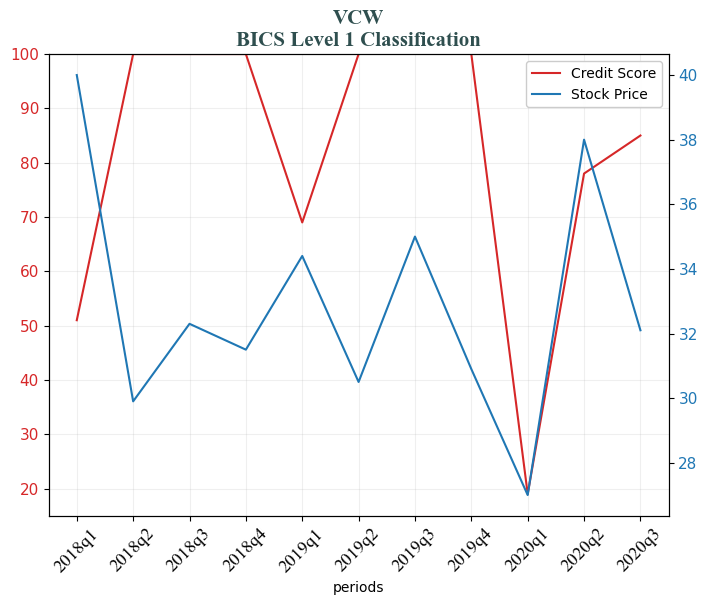 VCW
BICS Level 1 Classification
100
90
80
70
60
50
40
30
20
Credit Score
Stock Price
40
38
36
34
32
30
28
2018q1
2018q2
2018q3
2018q4
2019q1
2019q2
2019q3
2019q4
2020q1
2020q2
2020q3
periods